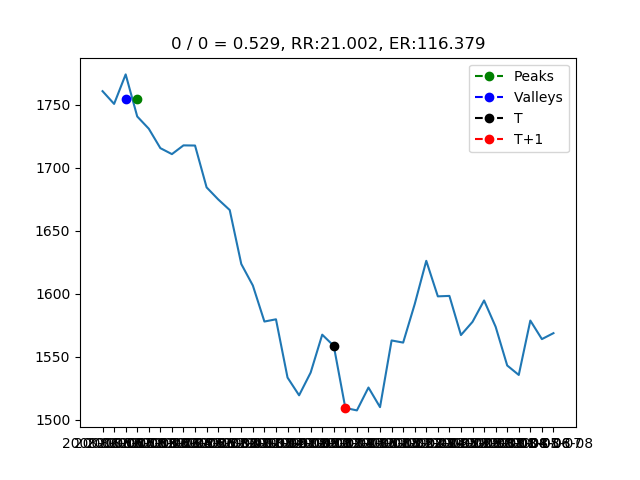 0 / 0 = 0.529, RR:21.002, ER:116.379
Peaks
Valleys
T
T+1
1750
1700
1650
1600
1550
1500